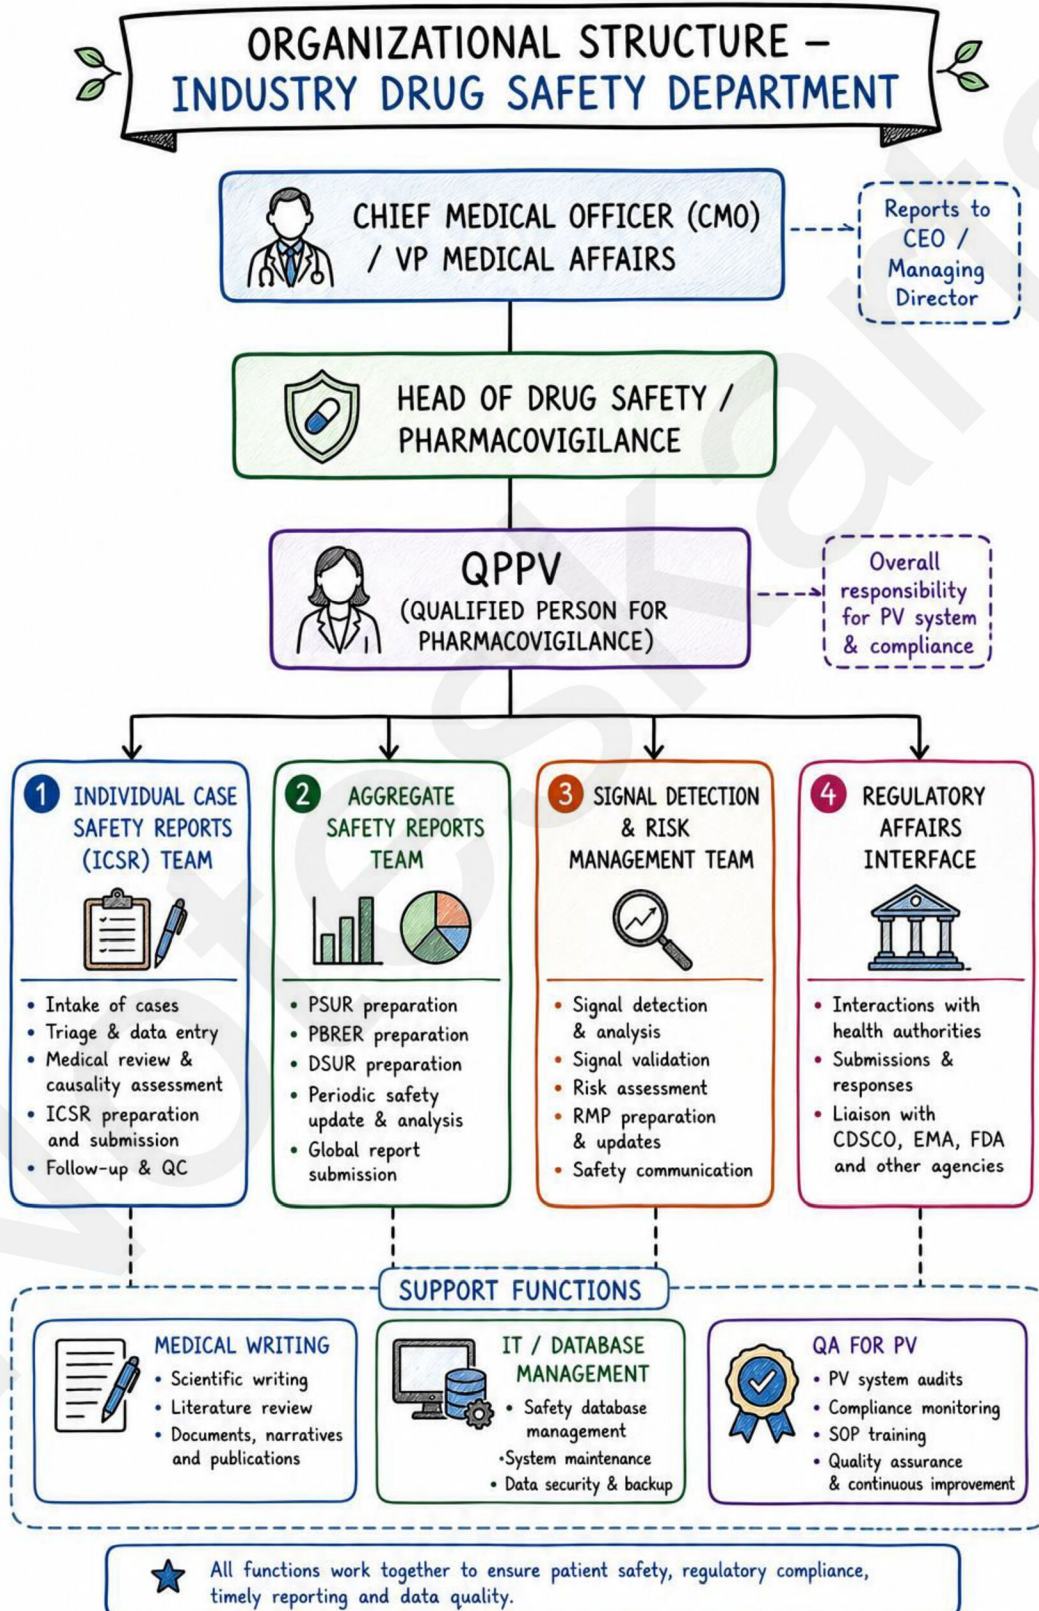 ORGANIZATIONAL STRUCTURE –
INDUSTRY DRUG SAFETY DEPARTMENT
CHIEF MEDICAL OFFICER (CMO)
/ VP MEDICAL AFFAIRS
Reports to
CEO /
Managing
Director
HEAD OF DRUG SAFETY /
PHARMACOVIGILANCE
QPPV
(QUALIFIED PERSON FOR
PHARMACOVIGILANCE)
Overall
responsibility
for PV system
& compliance
1 INDIVIDUAL CASE
SAFETY REPORTS
(ICSR) TEAM
• Intake of cases
• Triage & data entry
• Medical review &
causality assessment
• ICSR preparation
and submission
• Follow-up & QC
2 AGGREGATE
SAFETY REPORTS
TEAM
• PSUR preparation
• PBRER preparation
• DSUR preparation
• Periodic safety
update & analysis
• Global report
submission
3 SIGNAL DETECTION
& RISK
MANAGEMENT TEAM
• Signal detection
& analysis
• Signal validation
• Risk assessment
• RMP preparation
& updates
• Safety communication
4 REGULATORY
AFFAIRS
INTERFACE
• Interactions with
health authorities
• Submissions &
responses
• Liaison with
CDSCO, EMA, FDA
and other agencies
SUPPORT FUNCTIONS
MEDICAL WRITING
• Scientific writing
• Literature review
• Documents, narratives
and publications
IT / DATABASE
MANAGEMENT
• Safety database
management
•System maintenance
• Data security & backup
QA FOR PV
• PV system audits
• Compliance monitoring
• SOP training
• Quality assurance
& continuous improvement
All functions work together to ensure patient safety, regulatory compliance,
timely reporting and data quality.